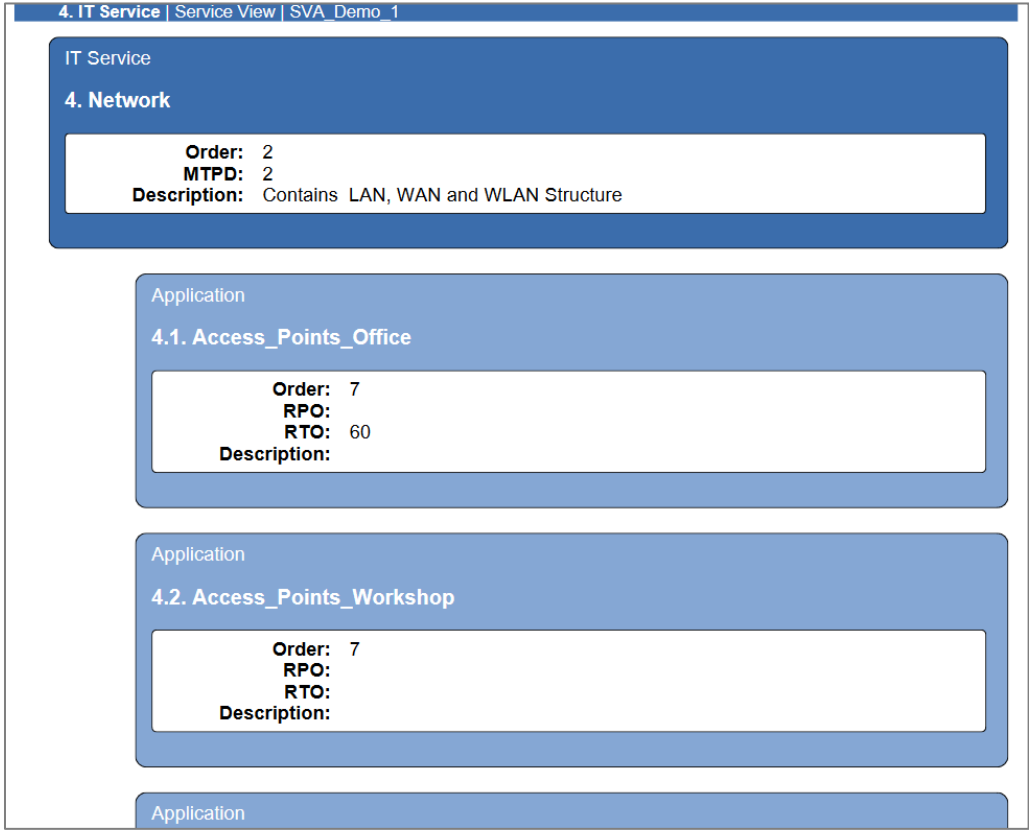 4. IT Service | Service View | SVA_Demo_1
IT Service
4. Network
Order: 2
MTPD: 2
Description: Contains LAN, WAN and WLAN Structure
Application
4.1. Access_Points_Office
Order: 7
RPO:
RTO: 60
Description:
Application
4.2. Access_Points_Workshop
Order: 7
RPO:
RTO:
Description:
Application